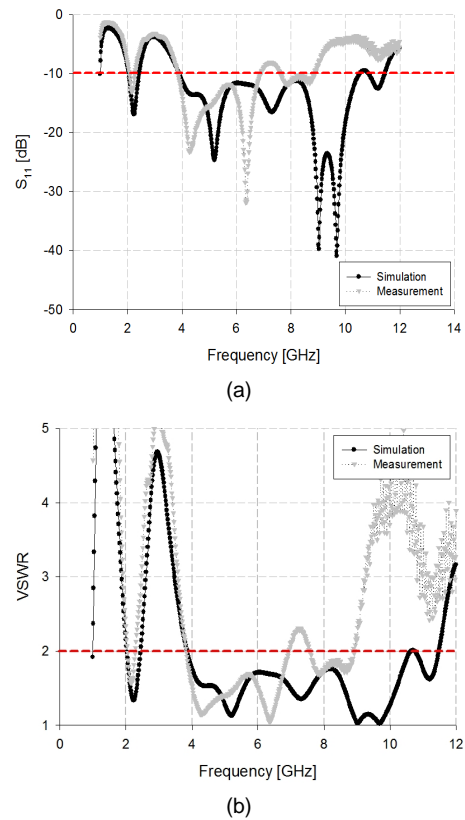 0
-10
-20
-30
-40
-50
S₁₁ [dB]
Simulation
Measurement
0 2 4 6 8 10 12 14
Frequency [GHz]
(a)
5
4
3
2
1
VSWR
Simulation
Measurement
0 2 4 6 8 10 12
Frequency [GHz]
(b)